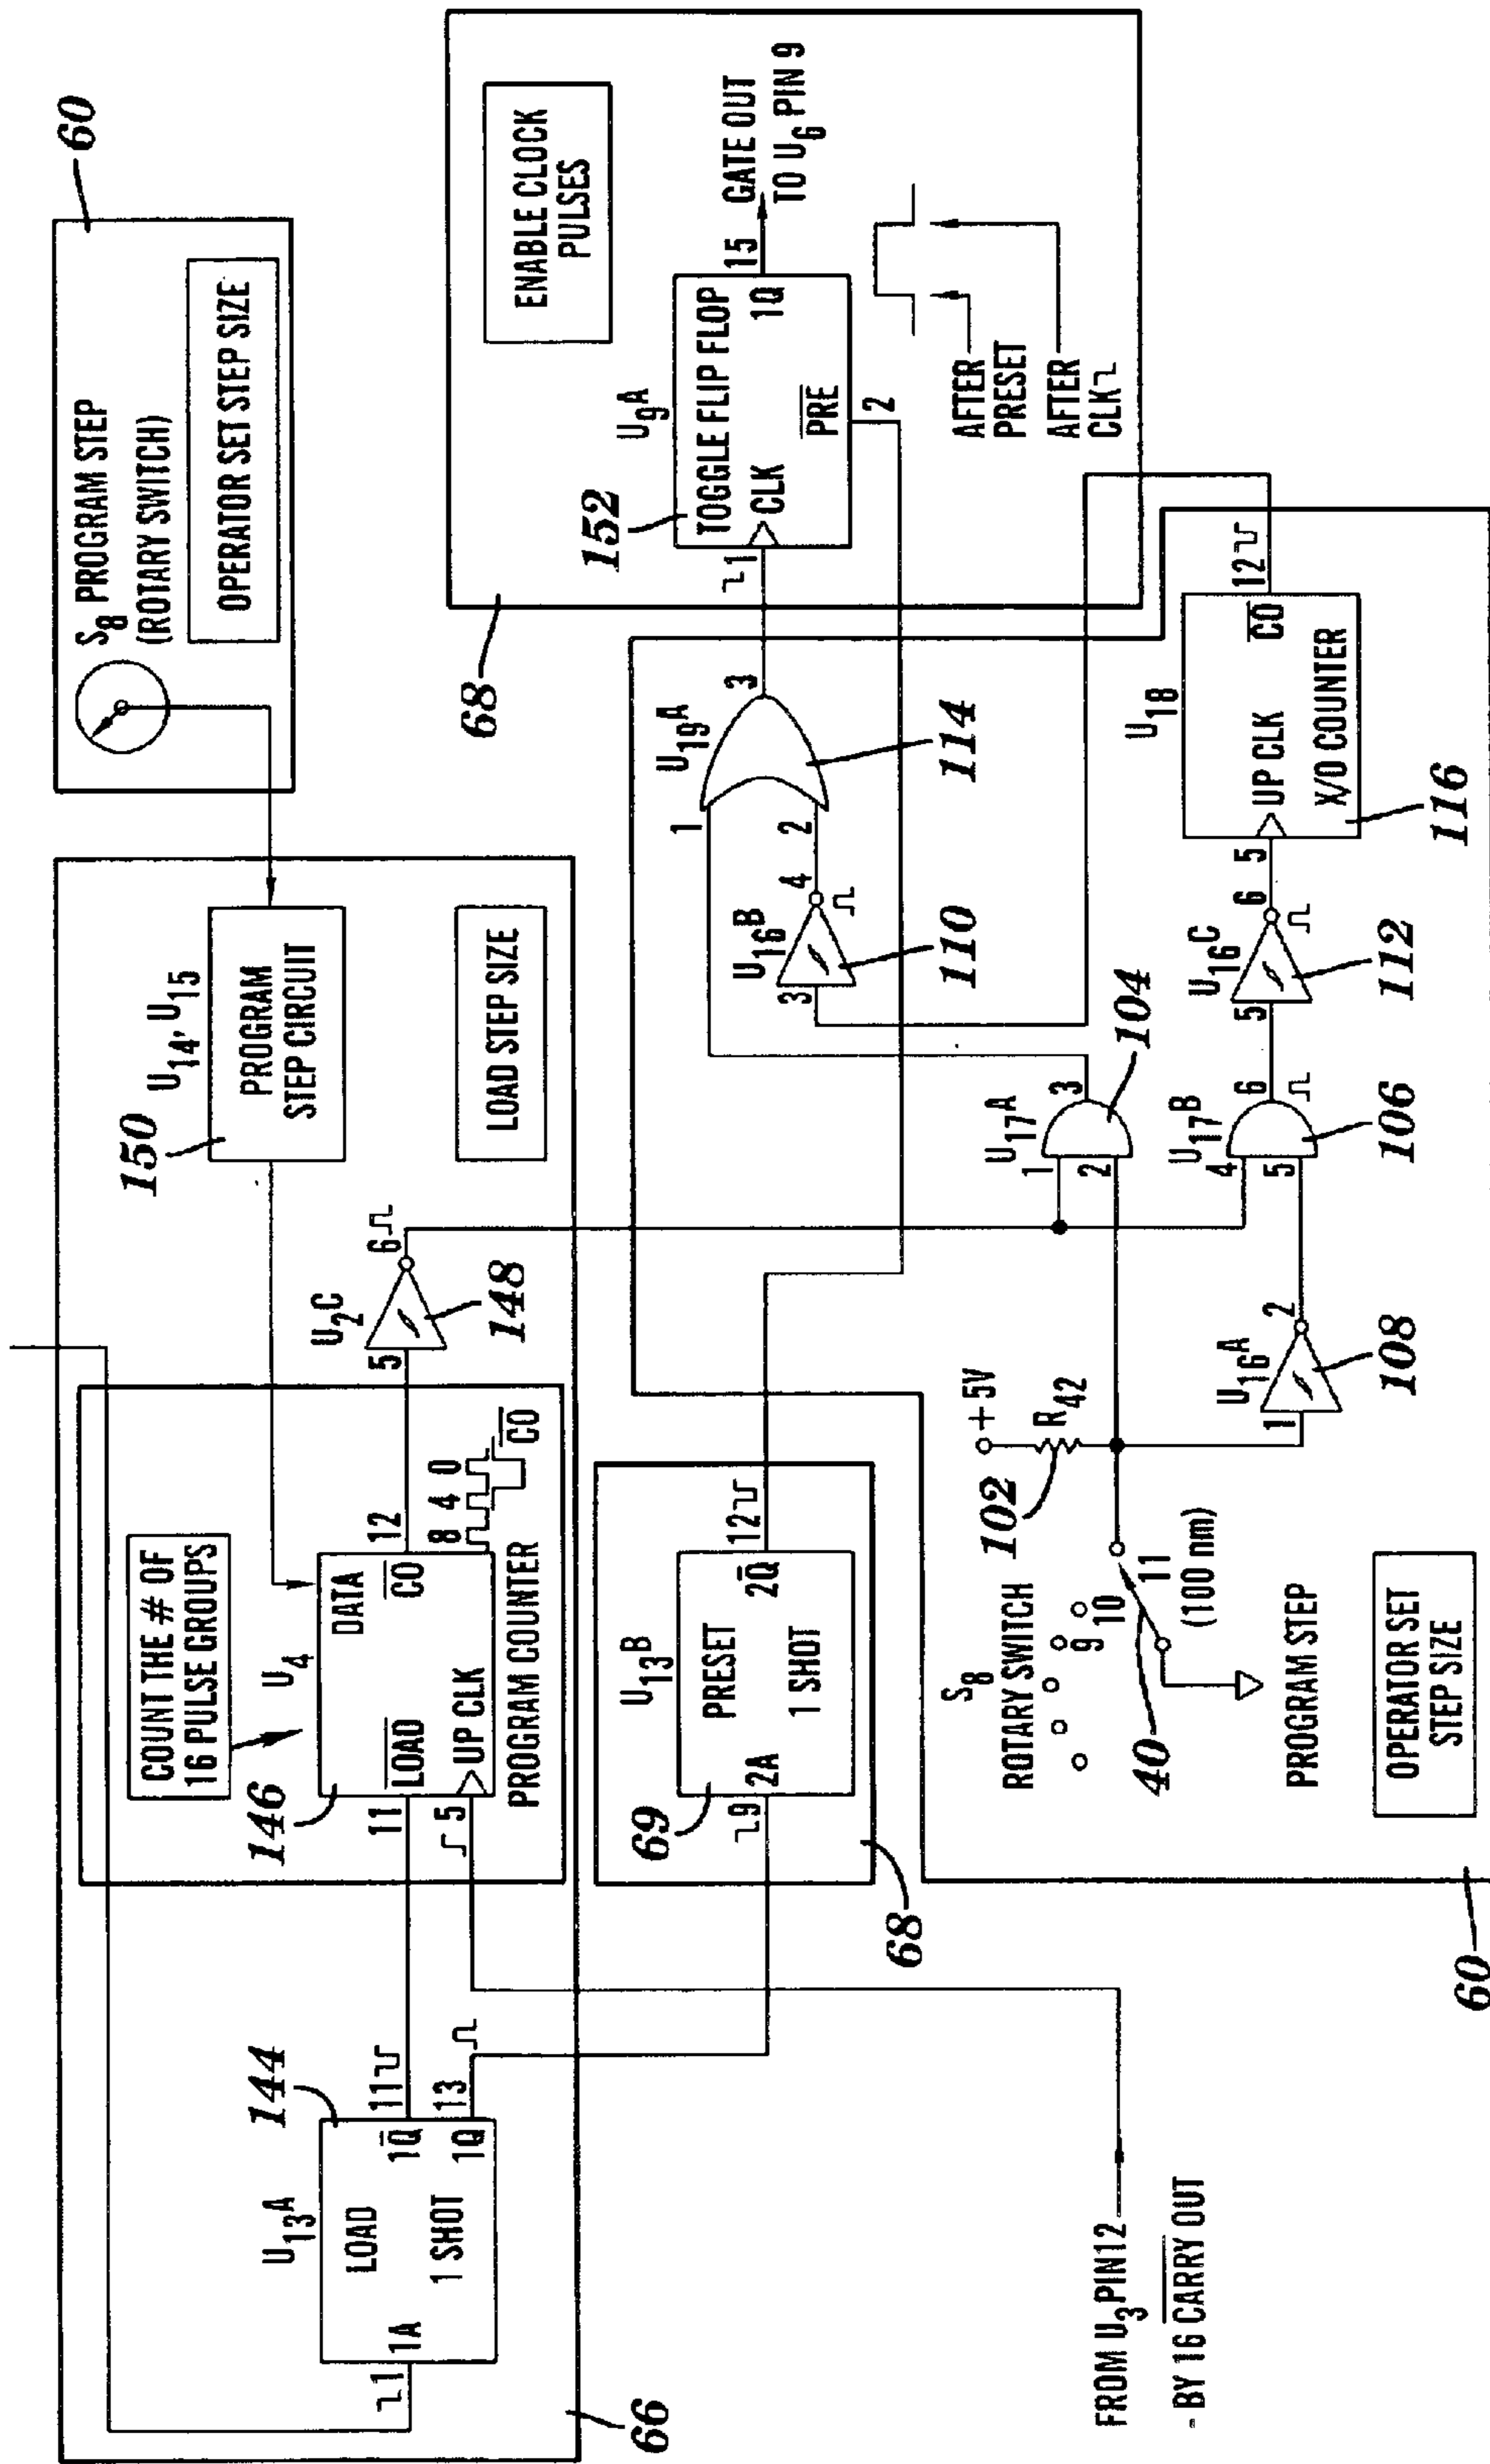 60
S8 PROGRAM STEP
(ROTARY SWITCH)
OPERATOR SET STEP SIZE
150
U14, U15
PROGRAM
STEP CIRCUIT
LOAD STEP SIZE
COUNT THE # OF
16 PULSE GROUPS
146
U4
DATA
LOAD
CO
UP CLK
PROGRAM COUNTER
11
5
12
8 4 0
CO
U2C
5
6
148
144
U13A
LOAD
1 SHOT
1A
1
1Q
1Q
11
13
66
68
ENABLE CLOCK
PULSES
152
U9A
TOGGLE FLIP FLOP
CLK
1Q
PRE
1
15
2
GATE OUT
TO U6 PIN 9
AFTER
PRESET
AFTER
CLK
U19A
1
2
3
114
U16B
3
4
110
69
U13B
PRESET
1 SHOT
2A
2Q
9
12
68
U17A
1
2
3
104
U17B
4
5
6
106
U16C
5
6
112
U18
UP CLK
CO
X/O COUNTER
5
12
116
+5V
R42
102
U16A
1
2
108
S8
ROTARY SWITCH
9
10
11
(100 nm)
40
PROGRAM STEP
OPERATOR SET
STEP SIZE
60
FROM U3 PIN12
- BY 16 CARRY OUT